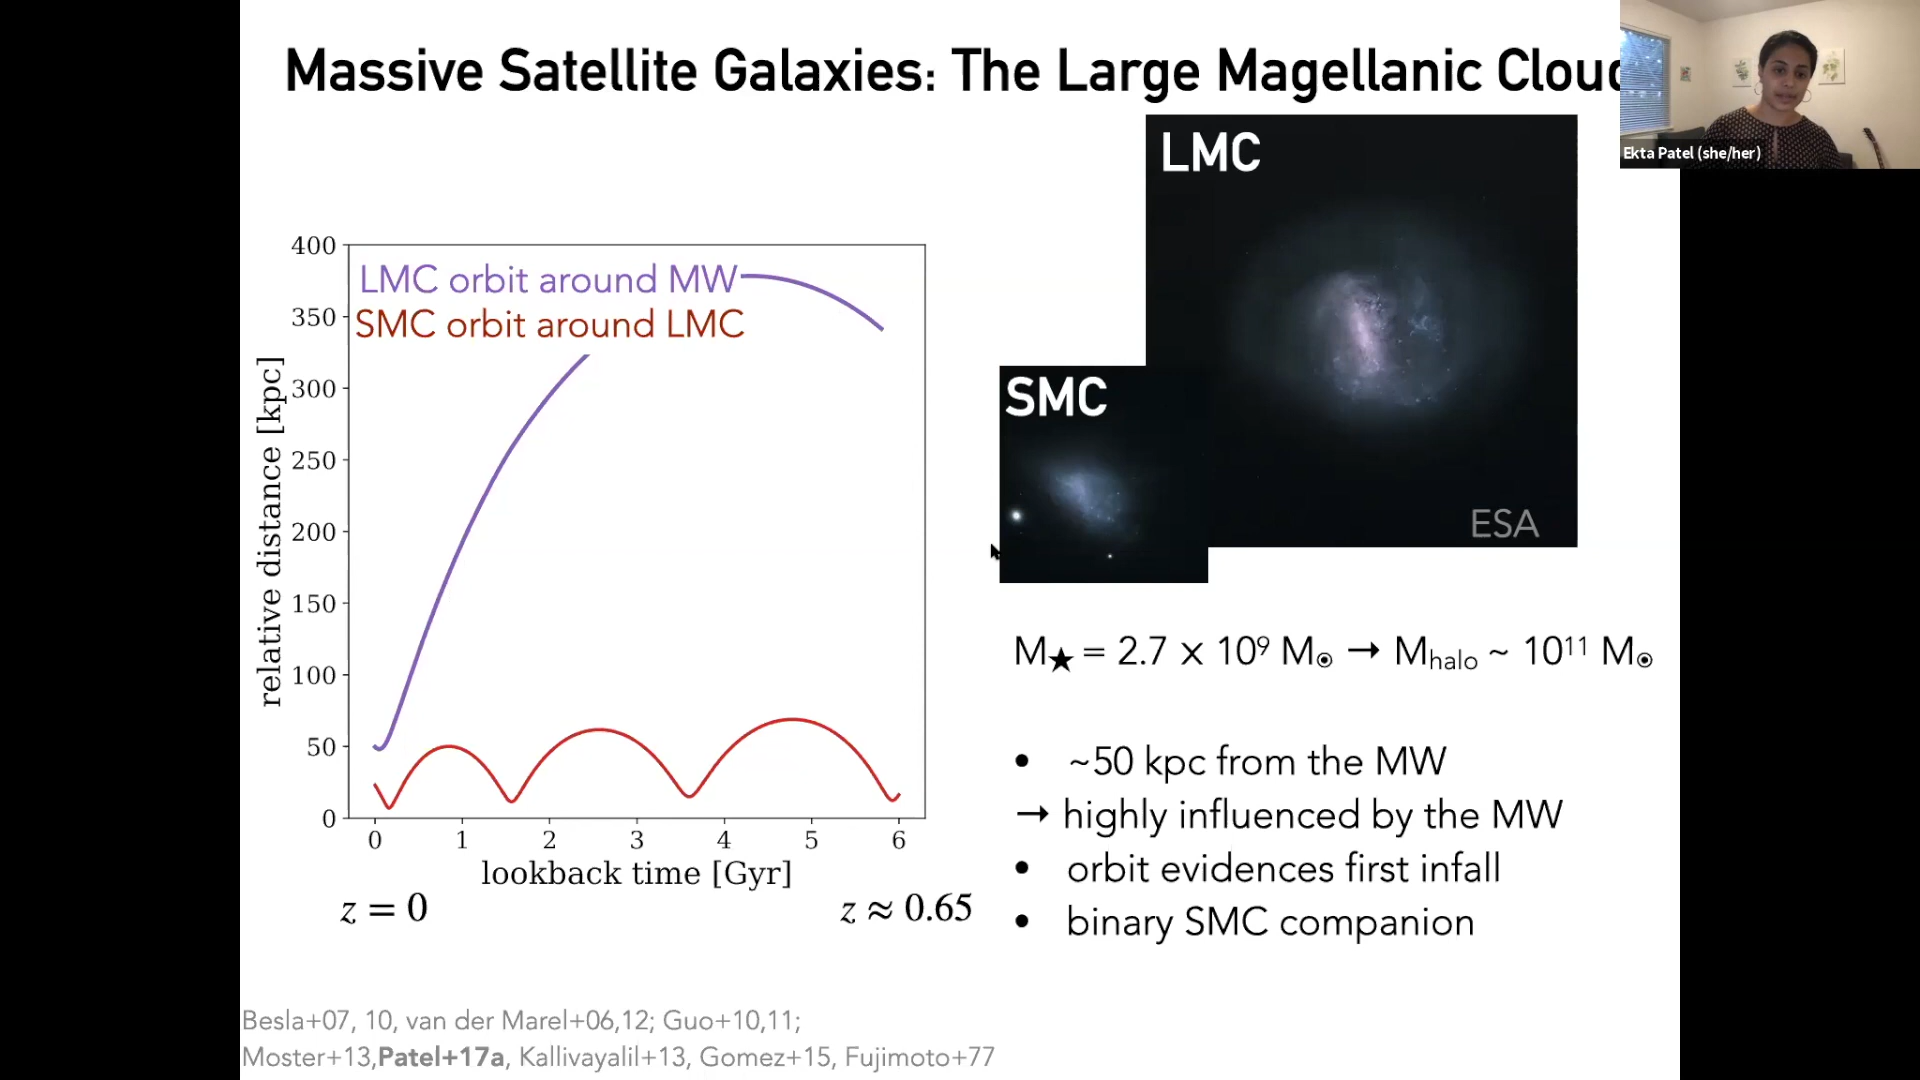 Massive Satellite Galaxies: The Large Magellanic Cloud
Ekta Patel (she/her)
LMC
SMC
ESA
LMC orbit around MW
SMC orbit around LMC
400
350
300
250
200
150
100
50
0
relative distance [kpc]
0 1 2 3 4 5 6
lookback time [Gyr]
z = 0
z ≈ 0.65
M★ = 2.7 x 10⁹ M☉ → Mhalo ~ 10¹¹ M☉
• ~50 kpc from the MW
→ highly influenced by the MW
• orbit evidences first infall
• binary SMC companion
Besla+07, 10, van der Marel+06,12; Guo+10,11;
Moster+13,Patel+17a, Kallivayalil+13, Gomez+15, Fujimoto+77